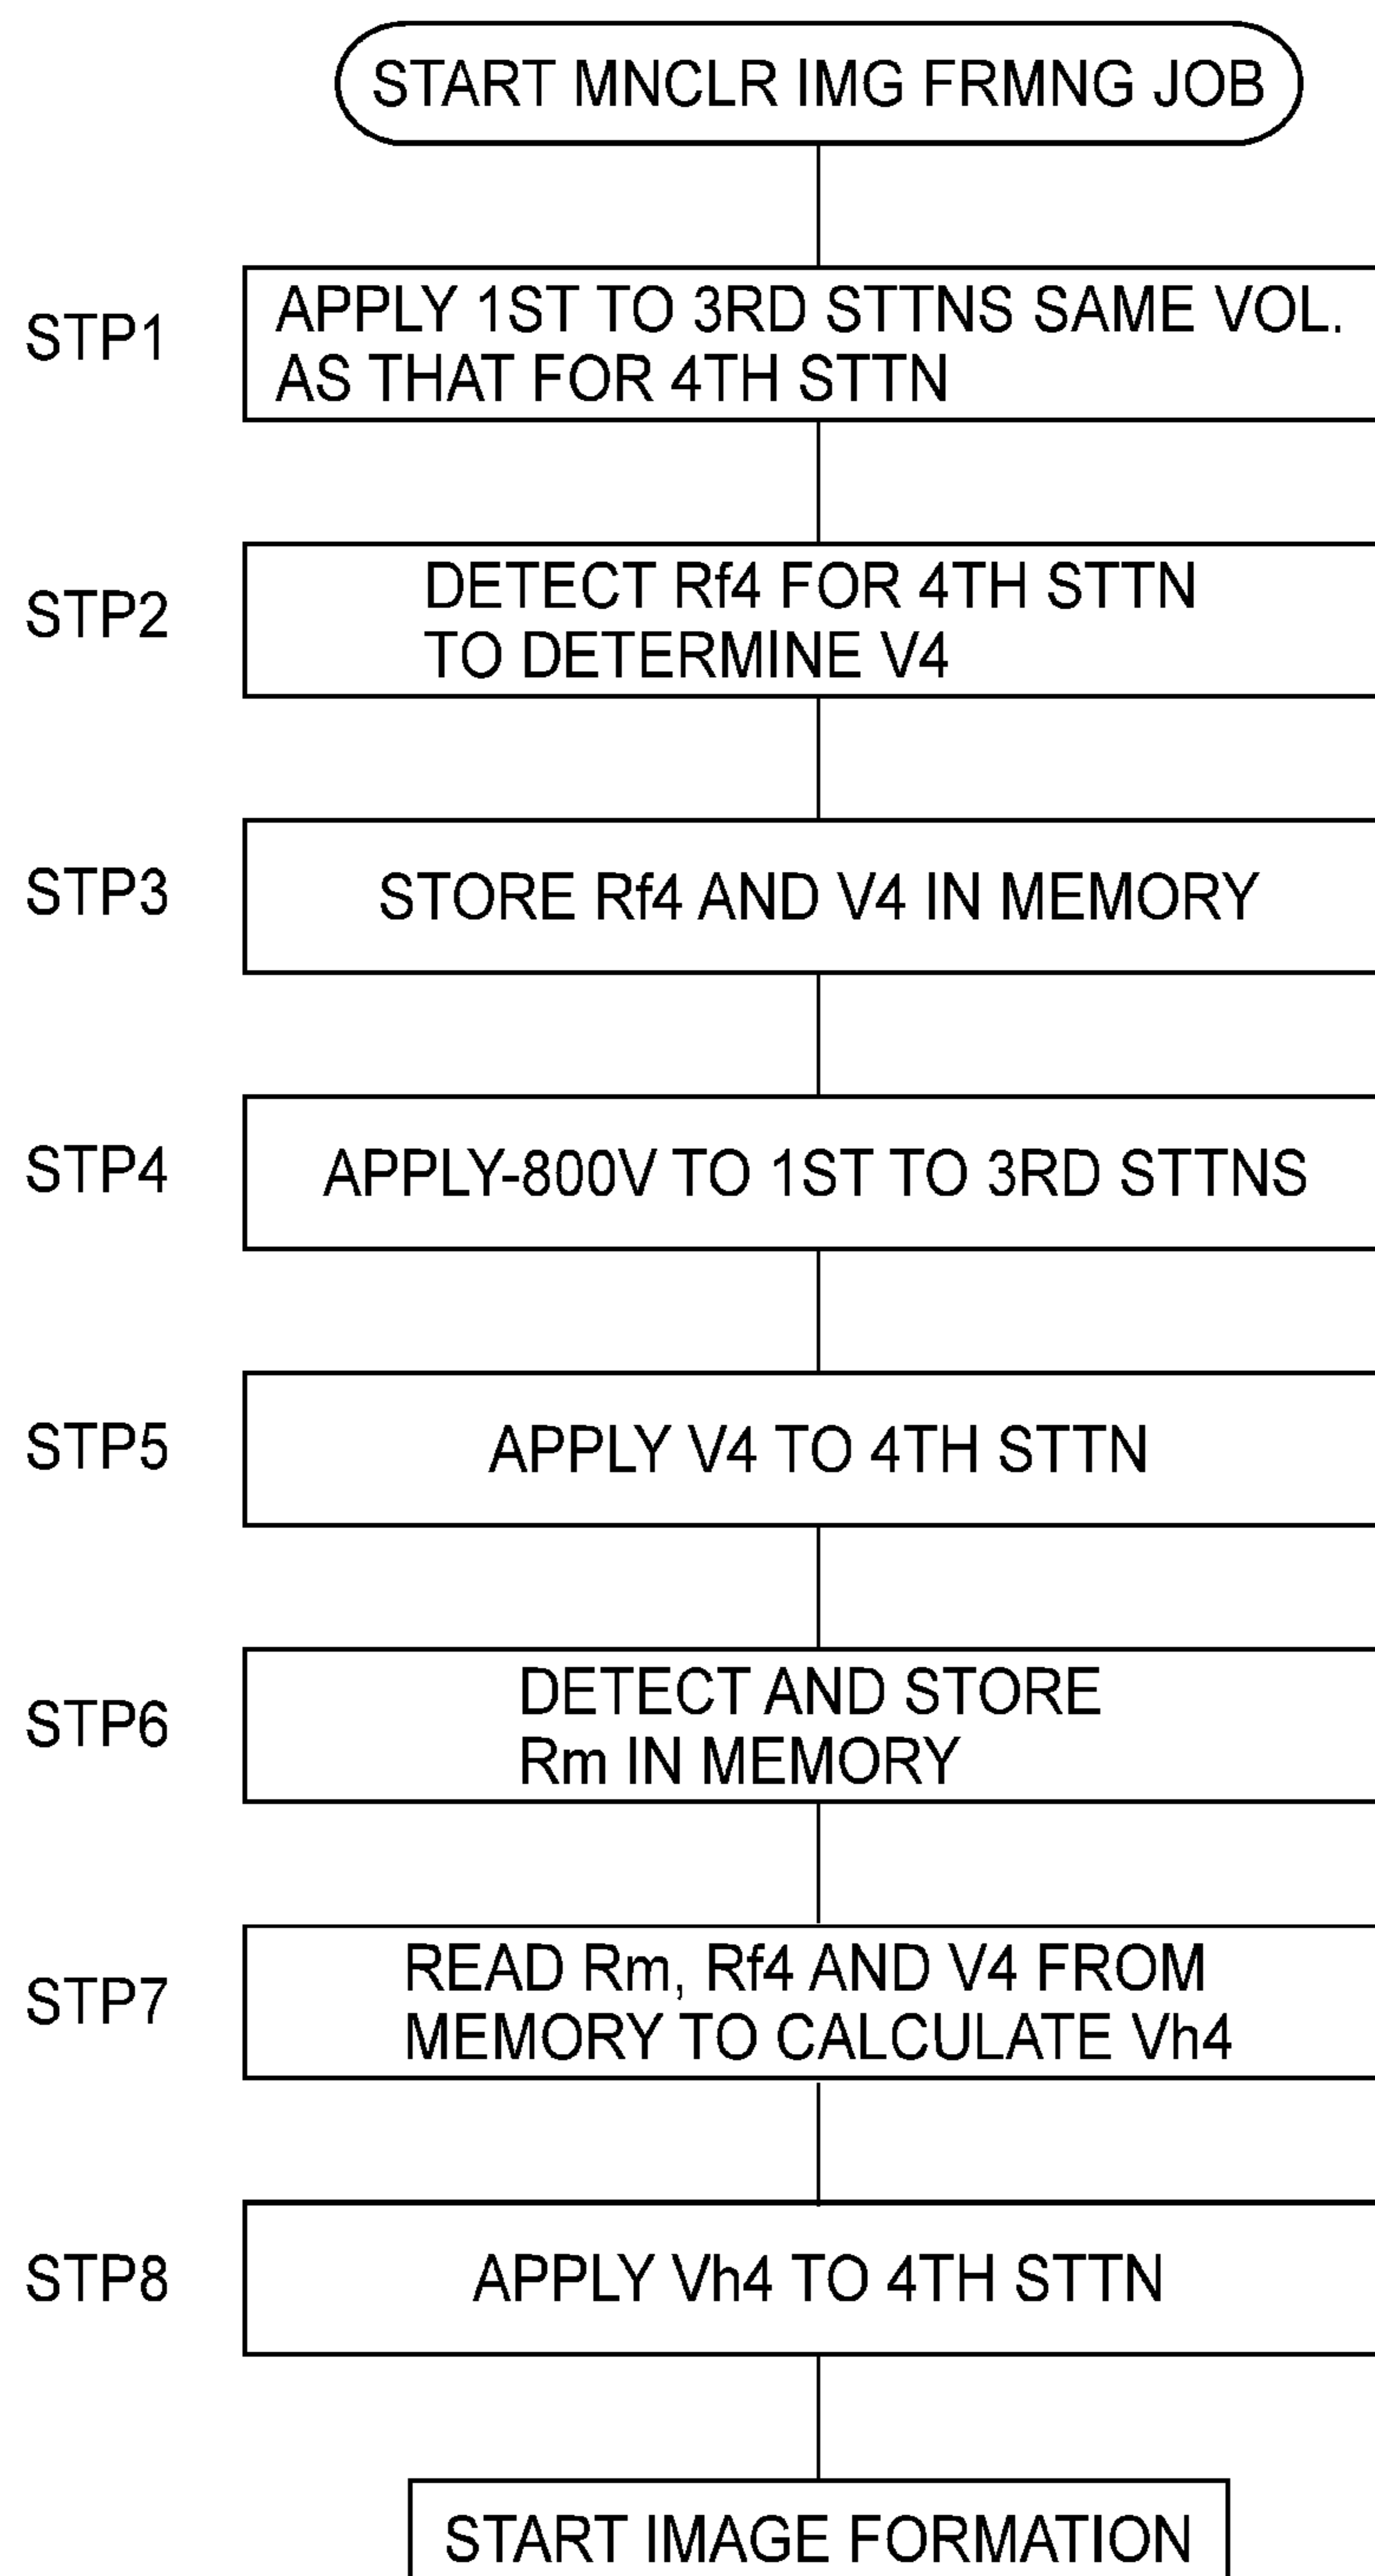 START MNCLR IMG FRMNG JOB
STP1
APPLY 1ST TO 3RD STTNS SAME VOL.
AS THAT FOR 4TH STTN
STP2
DETECT Rf4 FOR 4TH STTN
TO DETERMINE V4
STP3
STORE Rf4 AND V4 IN MEMORY
STP4
APPLY-800V TO 1ST TO 3RD STTNS
STP5
APPLY V4 TO 4TH STTN
STP6
DETECT AND STORE
Rm IN MEMORY
STP7
READ Rm, Rf4 AND V4 FROM
MEMORY TO CALCULATE Vh4
STP8
APPLY Vh4 TO 4TH STTN
START IMAGE FORMATION